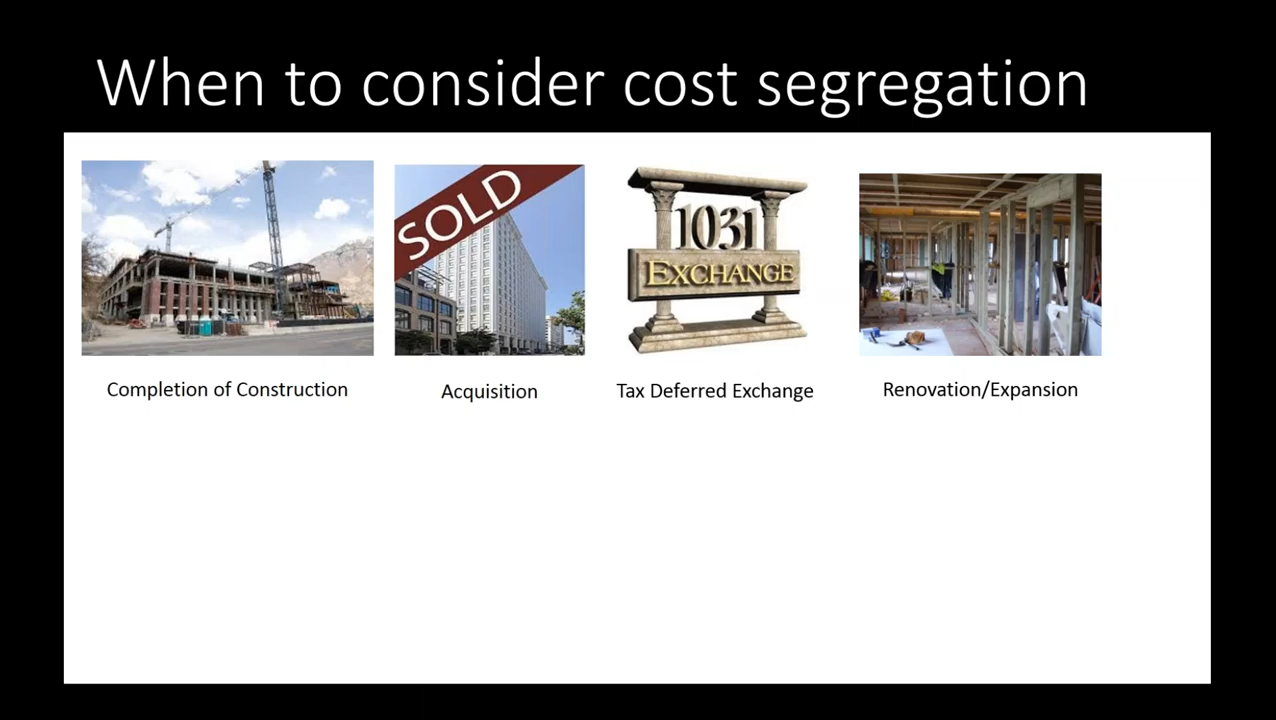 When to consider cost segregation
SOLD
1031
EXCHANGE
Completion of Construction
Acquisition
Tax Deferred Exchange
Renovation/Expansion